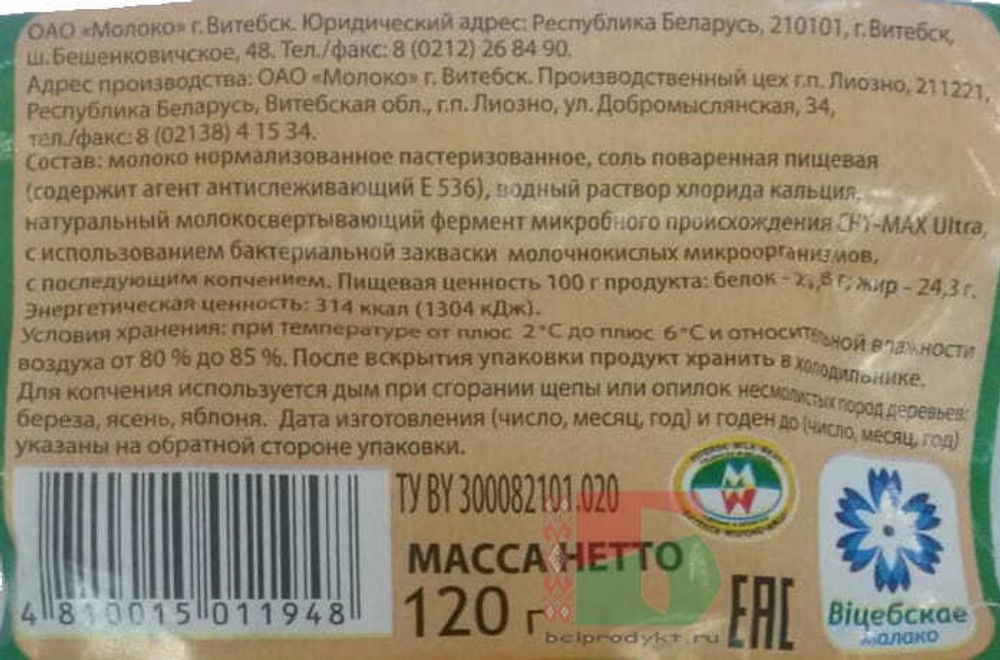 ОАО «Молоко» г. Витебск. Юридический адрес: Республика Беларусь, 210101, г. Витебск,
ш. Бешенковичское, 48. Тел./факс: 8 (0212) 26 84 90.
Адрес производства: ОАО «Молоко» г. Витебск. Производственный цех г.п. Лиозно, 211221,
Республика Беларусь, Витебская обл., г.п. Лиозно, ул. Добромыслянская, 34,
тел./факс: 8 (02138) 4 15 34.
Состав: молоко нормализованное пастеризованное, соль поваренная пищевая
(содержит агент антислеживающий Е 536), водный раствор хлорида кальция,
натуральный молокосвертывающий фермент микробного происхождения CHY-MAX Ultra,
с использованием бактериальной закваски молочнокислых микроорганизмов,
с последующим копчением. Пищевая ценность 100 г продукта: белок - г; жир - 24,3 г.
Энергетическая ценность: 314 ккал (1304 кДж).
Условия хранения: при температуре от плюс 2 °С до плюс 6 °С и относительной влажности
воздуха от 80 % до 85 %. После вскрытия упаковки продукт хранить в холодильнике.
Для копчения используется дым при сгорании щепы или опилок несмолистых пород деревьев:
береза, ясень, яблоня. Дата изготовления (число, месяц, год) и годен до (число, месяц, год)
указаны на обратной стороне упаковки.
ТУ BY 300082101.020
МАССА НЕТТО
120 г
4 810015 011948
belprodykt.ru
EAC
Віцебскае
малако